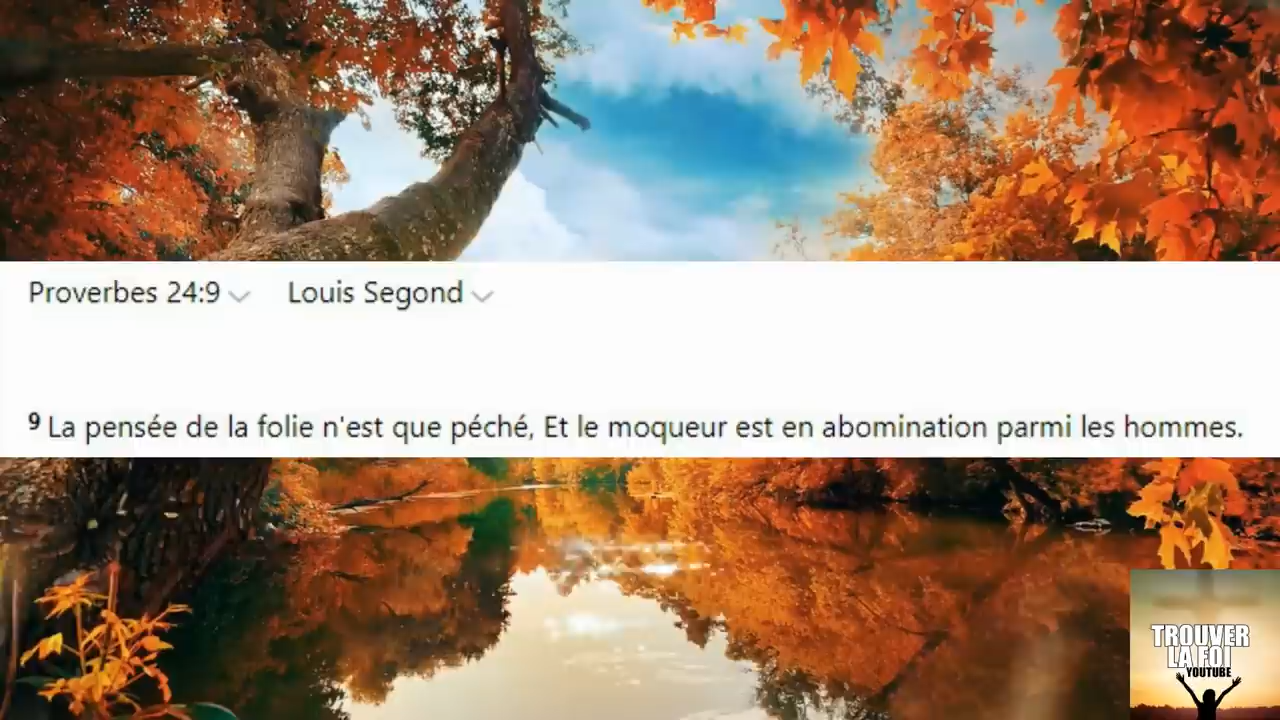 Proverbes 24:9 Louis Segond
9 La pensée de la folie n'est que péché, Et le moqueur est en abomination parmi les hommes.
TROUVER
LA FOI
YOUTUBE